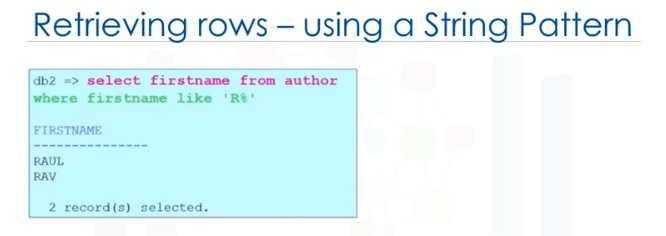 Retrieving rows – using a String Pattern
db2 => select firstname from author
where firstname like 'R%'
FIRSTNAME
---------------
RAUL
RAV
2 record(s) selected.